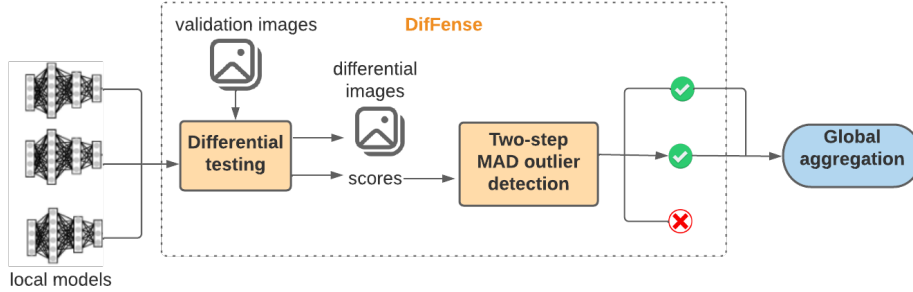 validation images
DifFense
differential
images
Differential
testing
scores
Two-step
MAD outlier
detection
Global
aggregation
local models